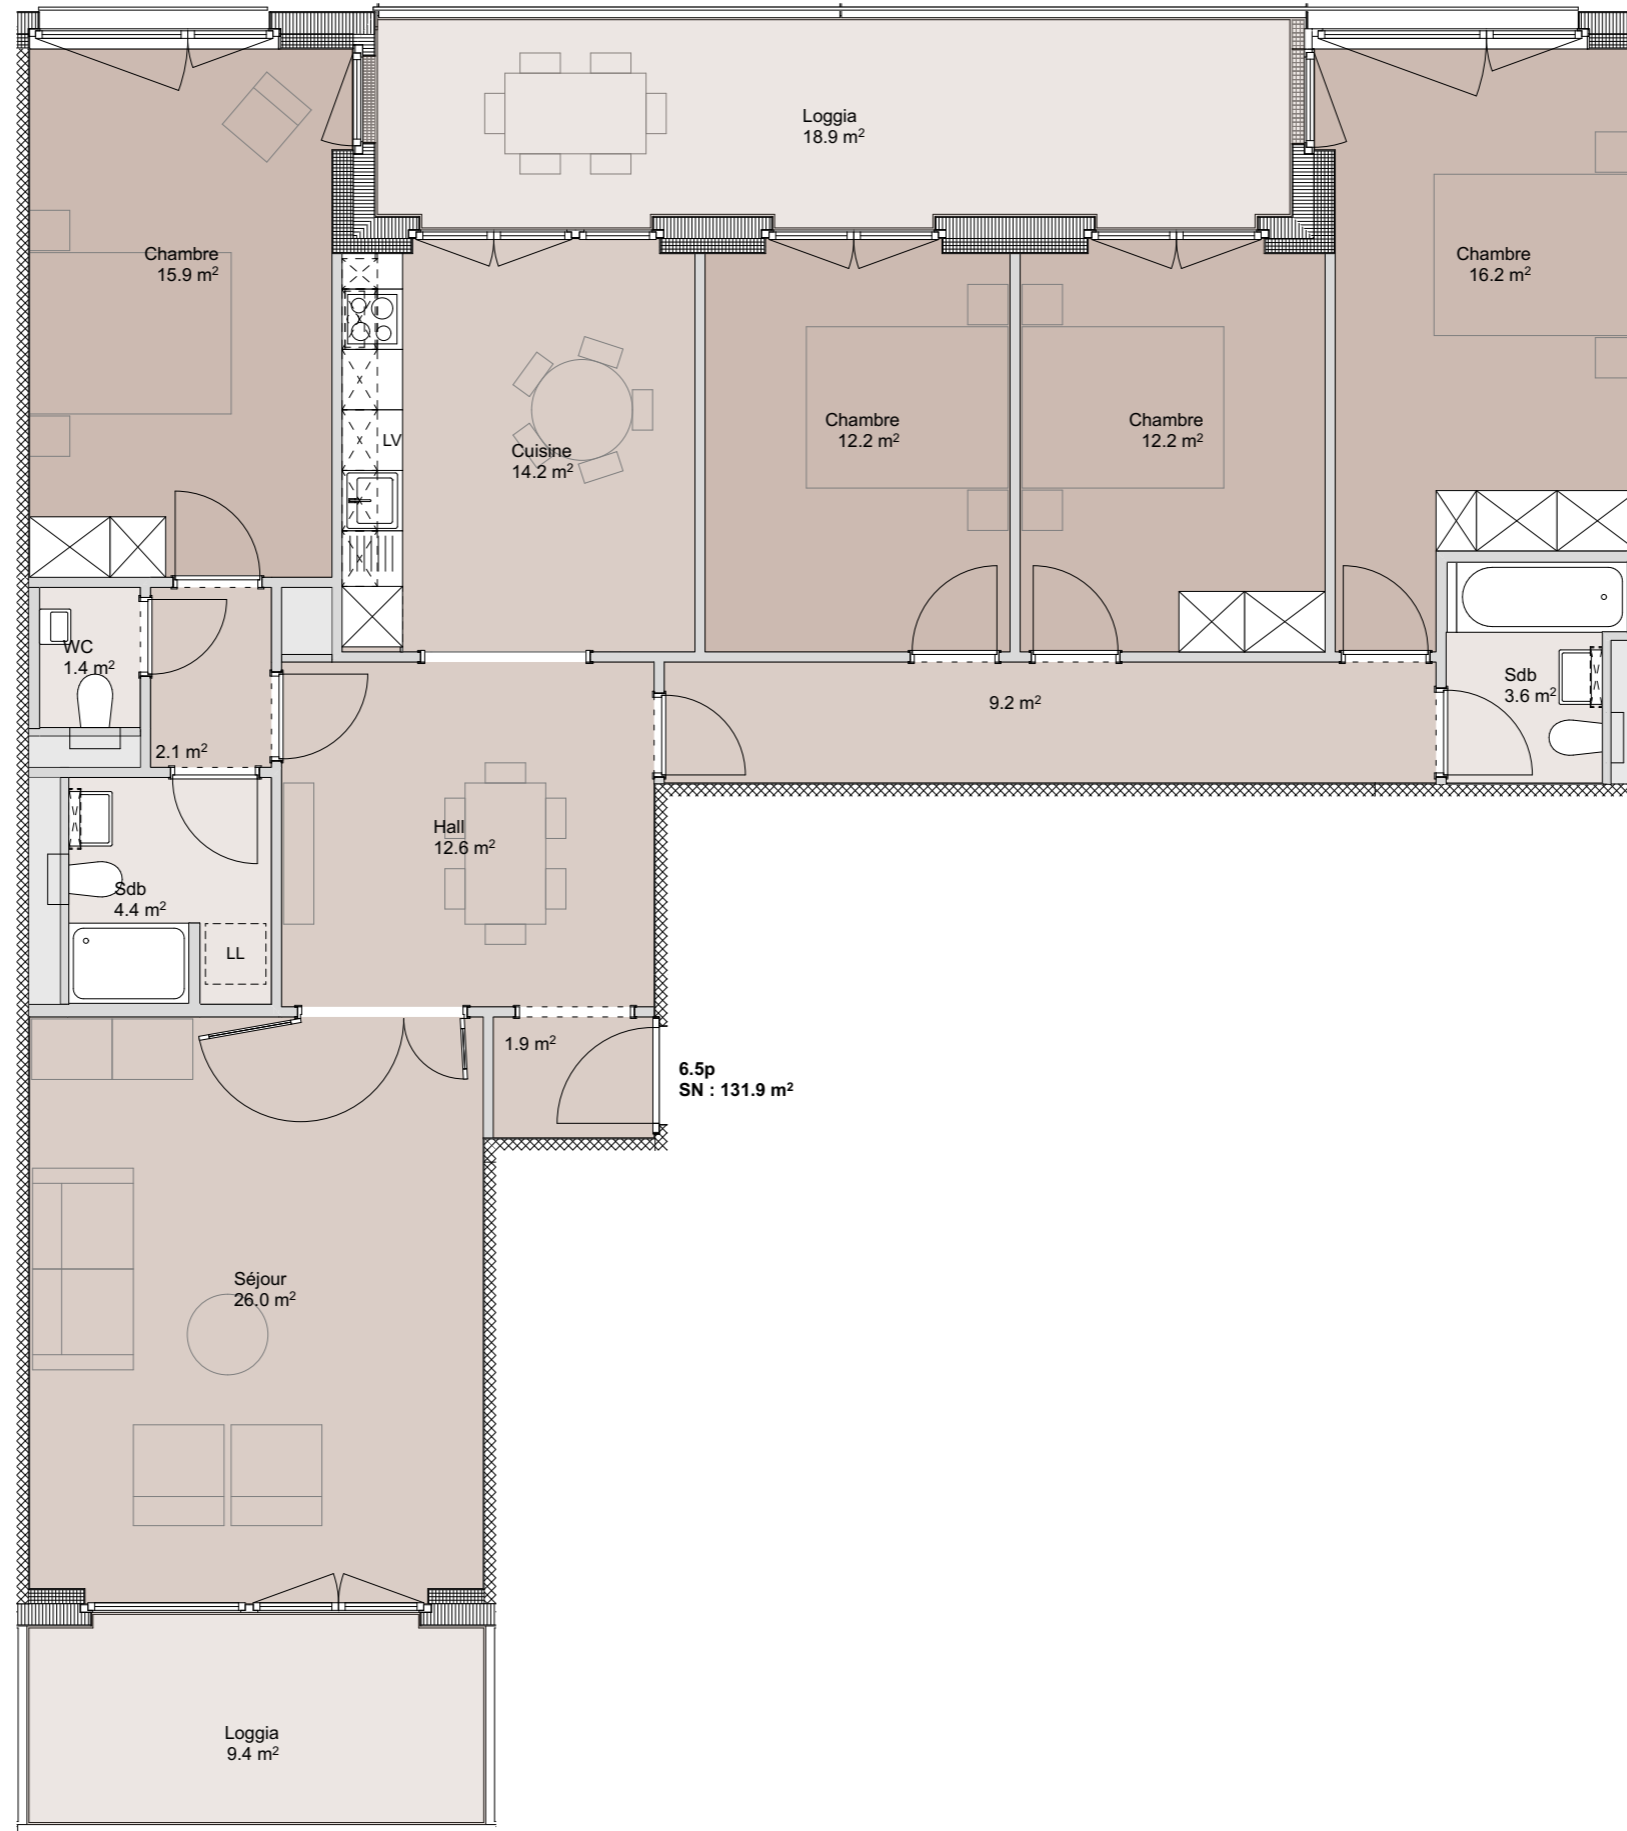 Loggia
18.9 m²
Chambre
15.9 m²
Chambre
16.2 m²
Chambre
12.2 m²
Chambre
12.2 m²
LV
Cuisine
14.2 m²
WC
1.4 m²
2.1 m²
9.2 m²
Sdb
3.6 m²
Hall
12.6 m²
Sdb
4.4 m²
LL
1.9 m²
6.5p
SN : 131.9 m²
Séjour
26.0 m²
Loggia
9.4 m²